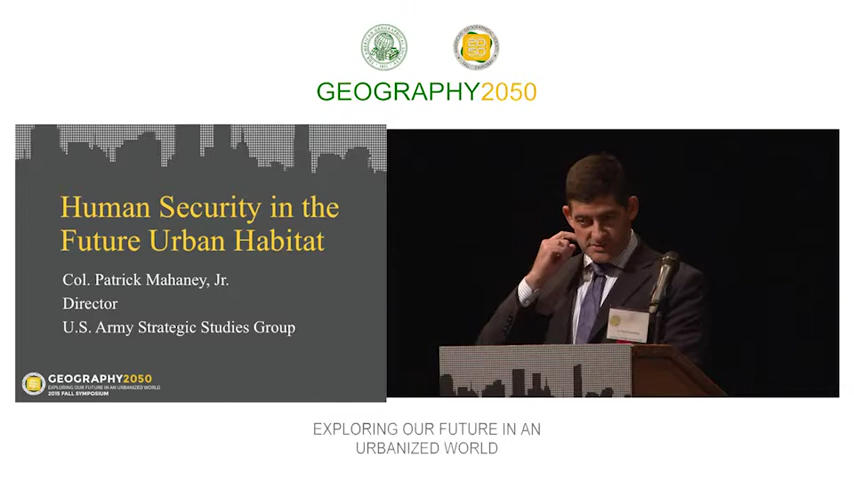 GEOGRAPHY2050
Human Security in the
Future Urban Habitat
Col. Patrick Mahaney, Jr.
Director
U.S. Army Strategic Studies Group
GEOGRAPHY2050
EXPLORING OUR FUTURE IN AN URBANIZED WORLD
2015 FALL SYMPOSIUM
EXPLORING OUR FUTURE IN AN
URBANIZED WORLD